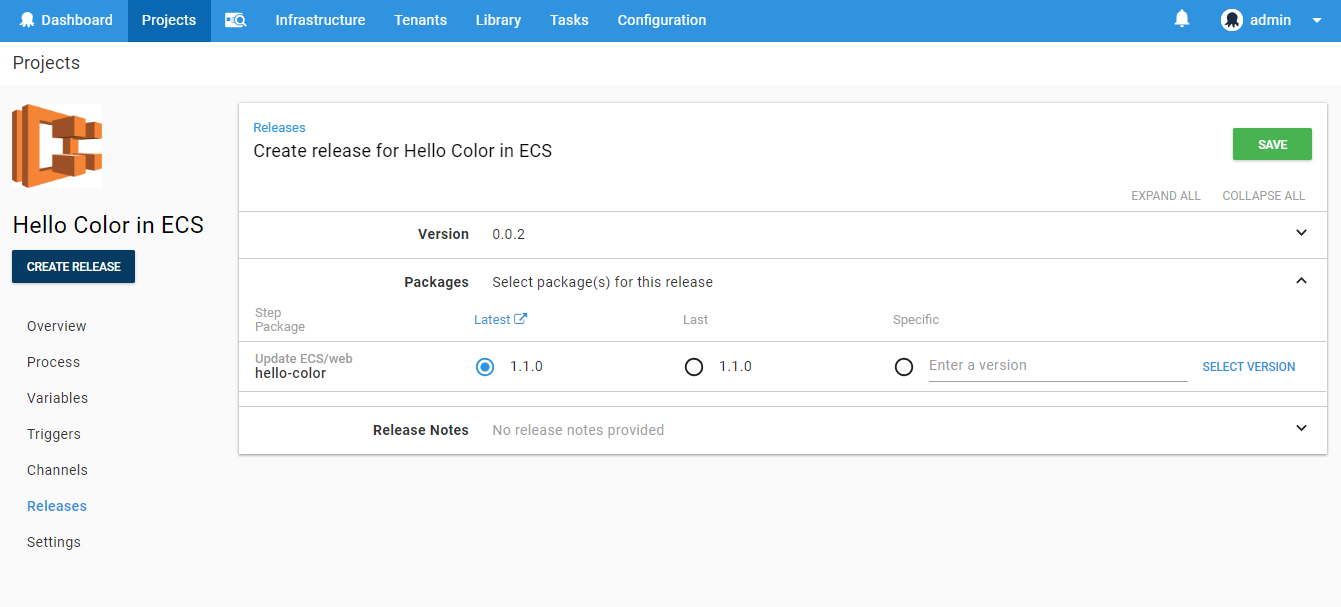 Dashboard Projects Infrastructure Tenants Library Tasks Configuration admin
Projects
Hello Color in ECS
CREATE RELEASE
Overview
Process
Variables
Triggers
Channels
Releases
Settings
Releases
Create release for Hello Color in ECS
SAVE
EXPAND ALL COLLAPSE ALL
Version 0.0.2
Packages Select package(s) for this release
Step
Package
Latest Last Specific
Update ECS/web
hello-color
1.1.0 1.1.0 Enter a version SELECT VERSION
Release Notes No release notes provided